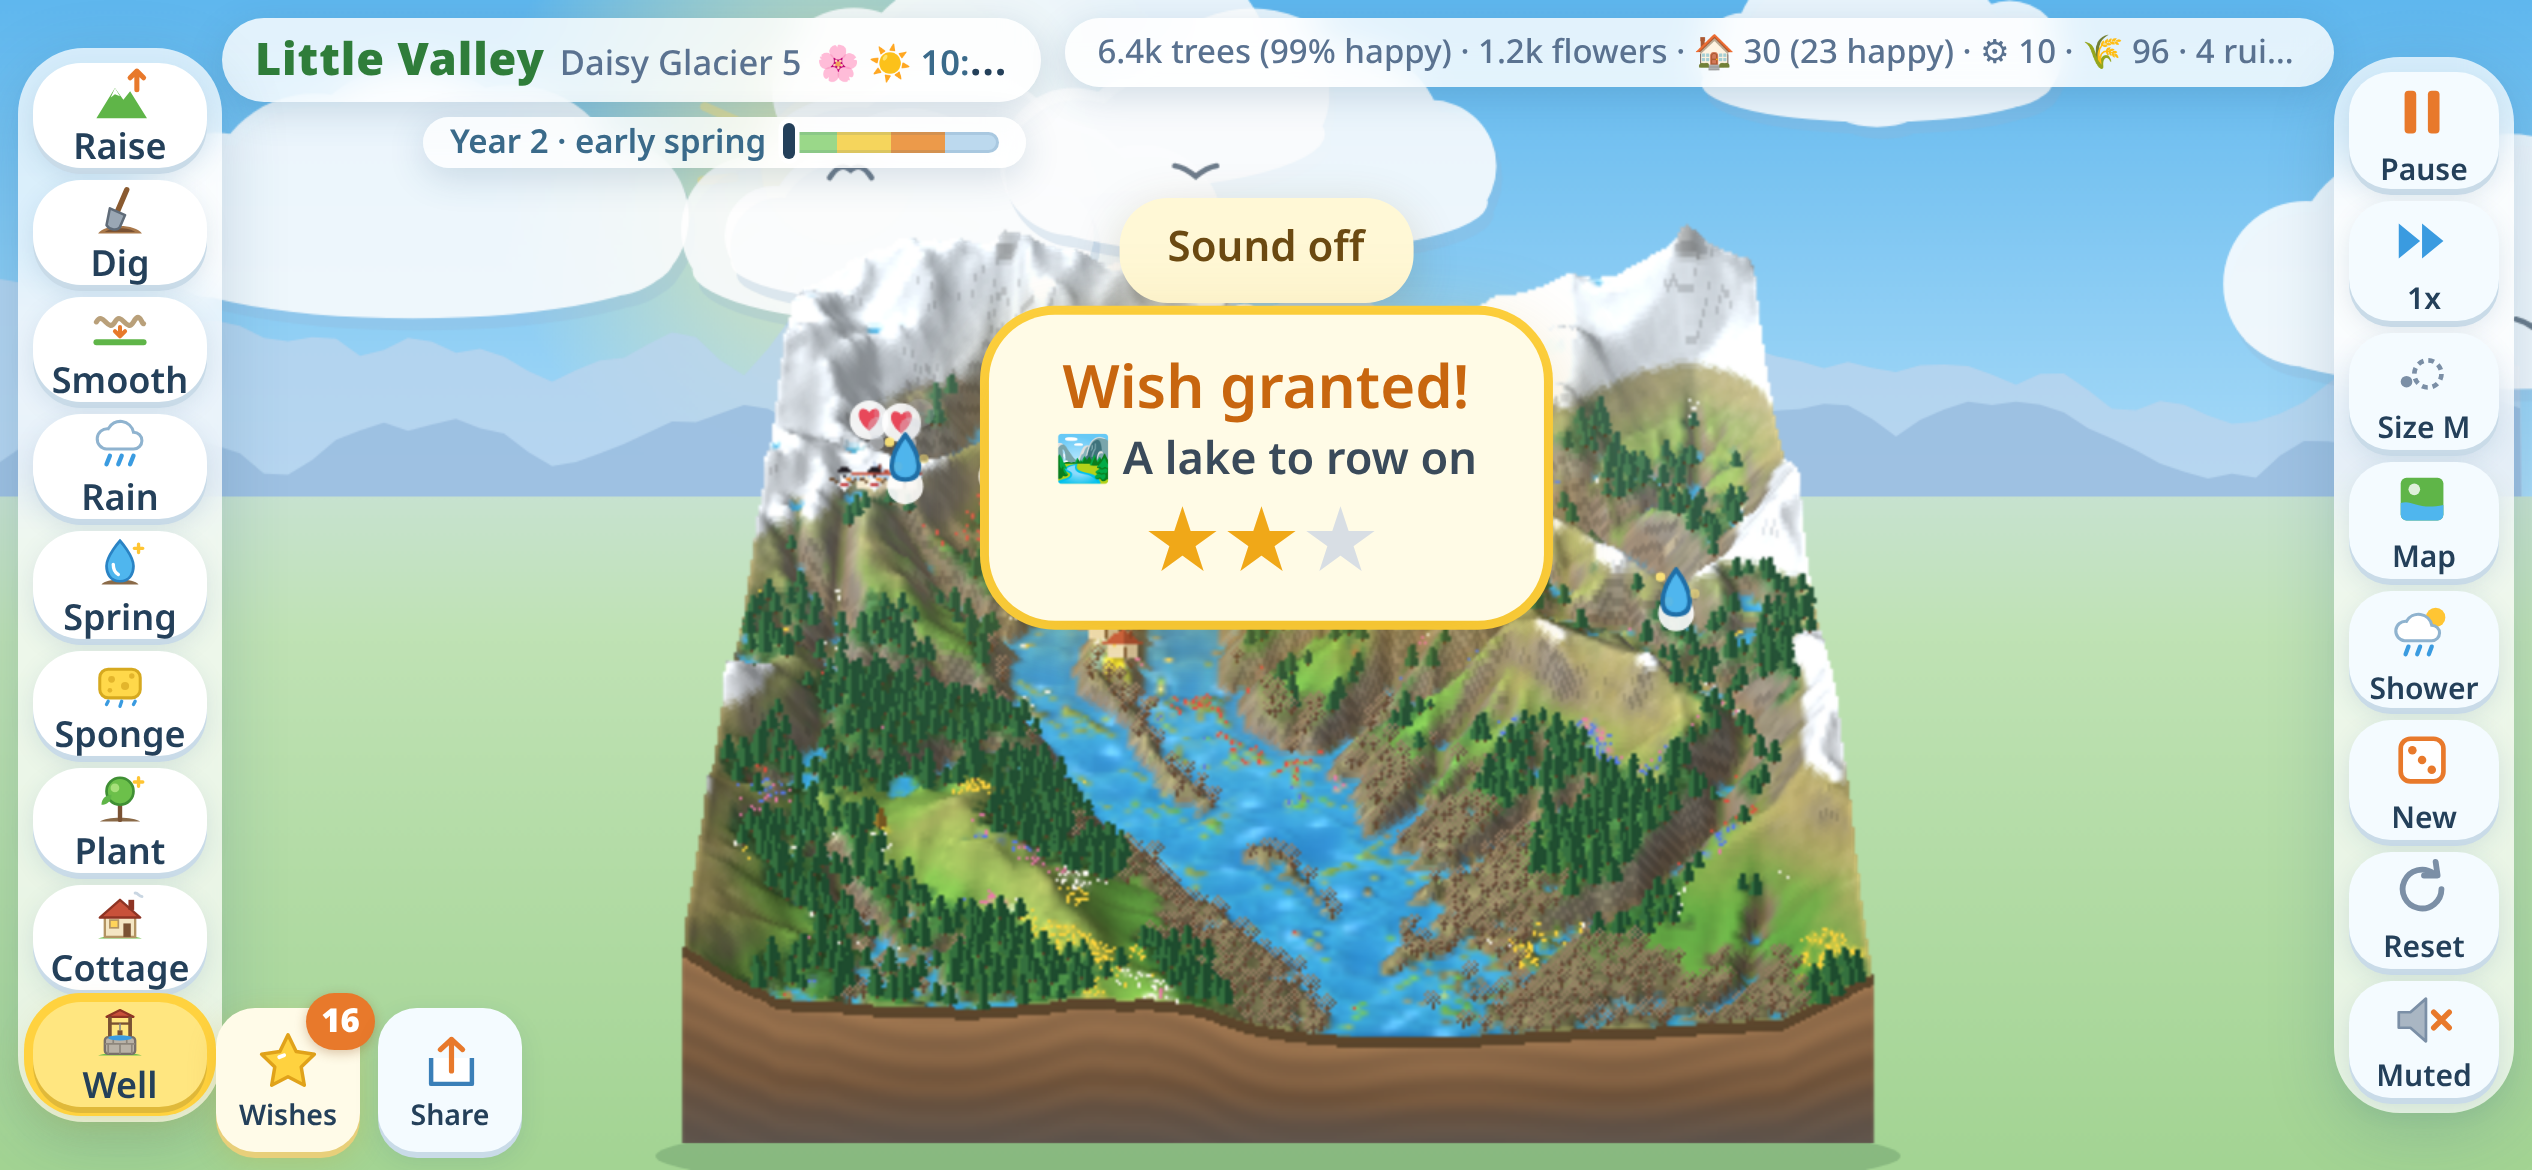 Little Valley Daisy Glacier 5 🌸 ☀️ 10:...
6.4k trees (99% happy) · 1.2k flowers · 🏠 30 (23 happy) · ⚙ 10 · 🌾 96 · 4 rui...
Year 2 · early spring
Raise
Dig
Smooth
Rain
Spring
Sponge
Plant
Cottage
Well
16
Wishes
Share
Sound off
Wish granted!
🏞️ A lake to row on
Pause
1x
Size M
Map
Shower
New
Reset
Muted